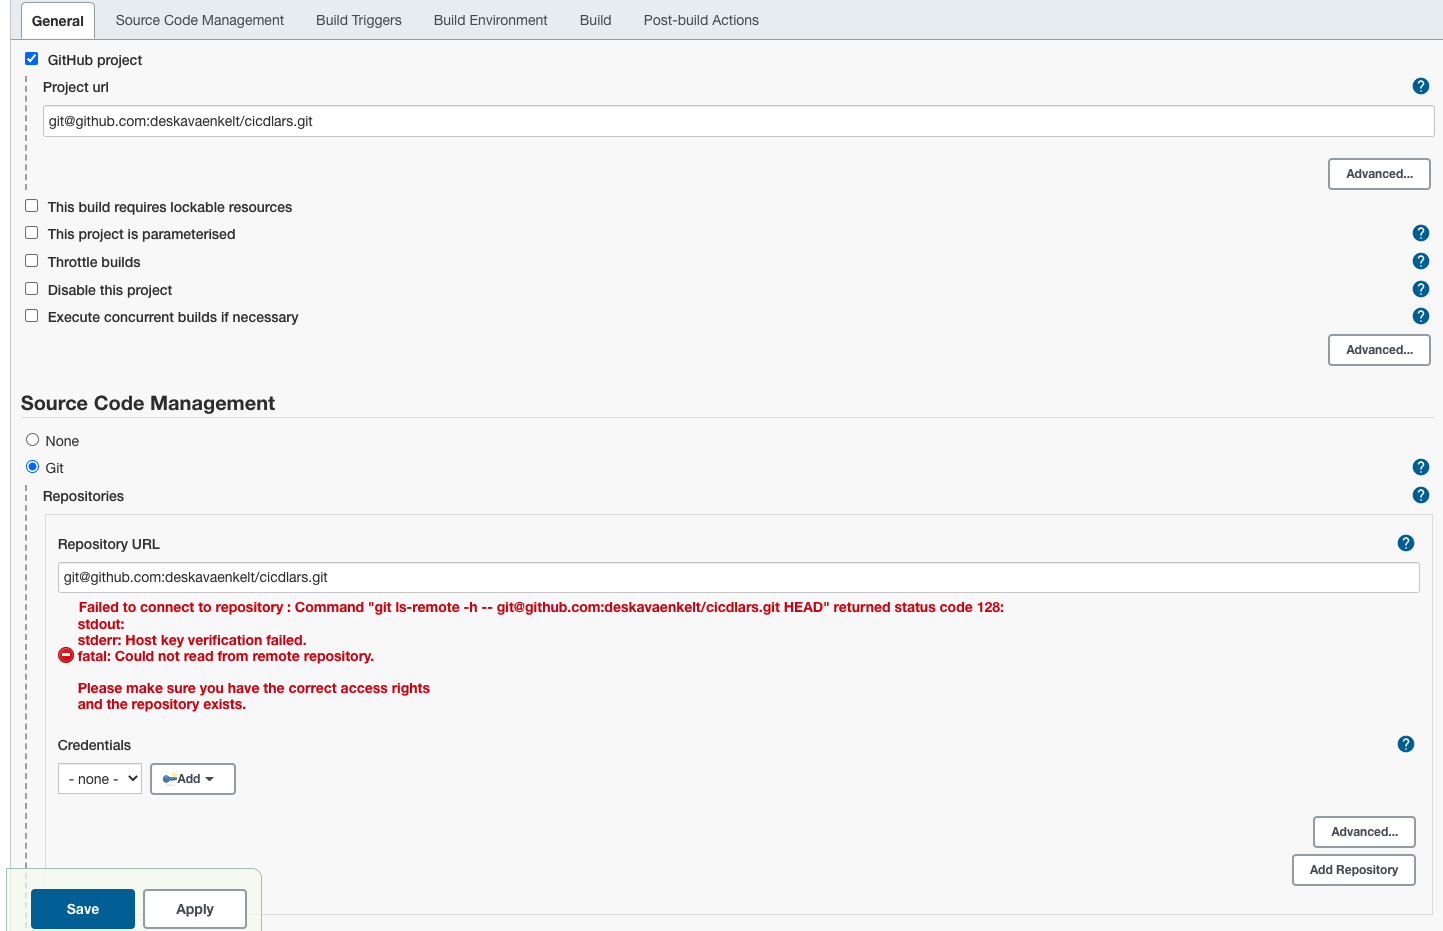 General Source Code Management Build Triggers Build Environment Build Post-build Actions
GitHub project
Project url
git@github.com:deskavaenkelt/cicdlars.git
Advanced...
This build requires lockable resources
This project is parameterised
Throttle builds
Disable this project
Execute concurrent builds if necessary
Advanced...
Source Code Management
None
Git
Repositories
Repository URL
git@github.com:deskavaenkelt/cicdlars.git
Failed to connect to repository : Command "git ls-remote -h -- git@github.com:deskavaenkelt/cicdlars.git HEAD" returned status code 128:
stdout:
stderr: Host key verification failed.
fatal: Could not read from remote repository.
Please make sure you have the correct access rights
and the repository exists.
Credentials
- none - Add
Advanced...
Add Repository
Save Apply